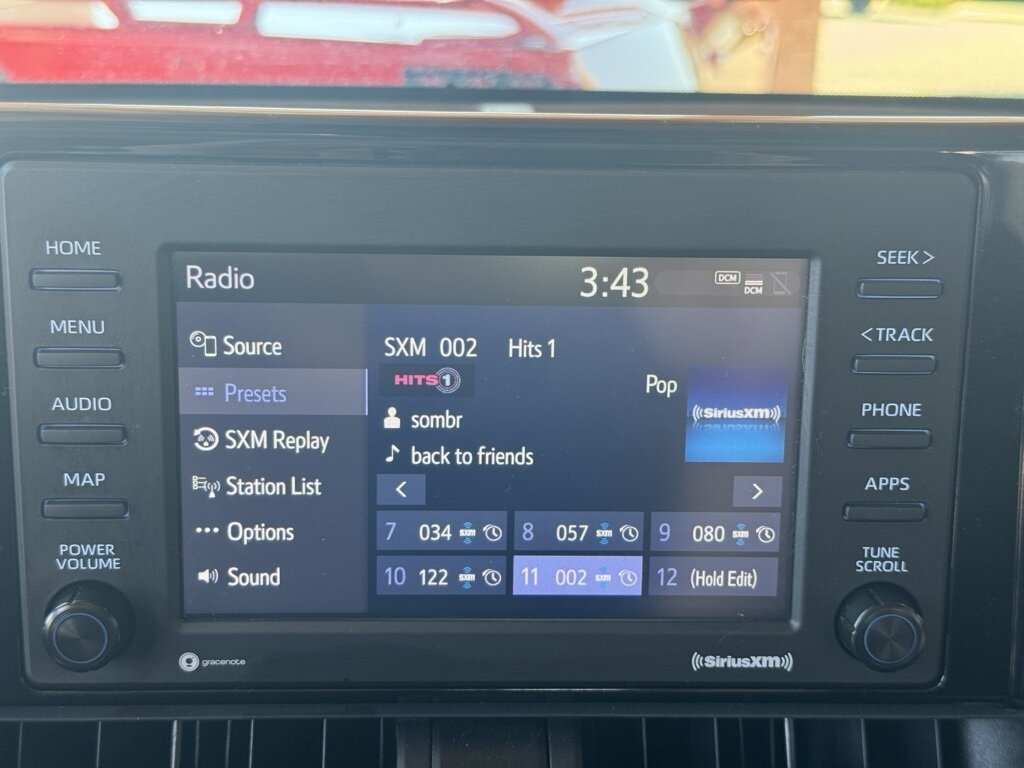 HOME
MENU
AUDIO
MAP
POWER
VOLUME
Radio
3:43
DCM
DCM
Source
Presets
SXM Replay
Station List
Options
Sound
SXM 002 Hits 1
HITS 1
Pop
((SiriusXM))
sombr
back to friends
< >
7 034 SXM
8 057 SXM
9 080 SXM
10 122 SXM
11 002 SXM
12 (Hold Edit)
SEEK >
< TRACK
PHONE
APPS
TUNE
SCROLL
g gracenote
((SiriusXM))